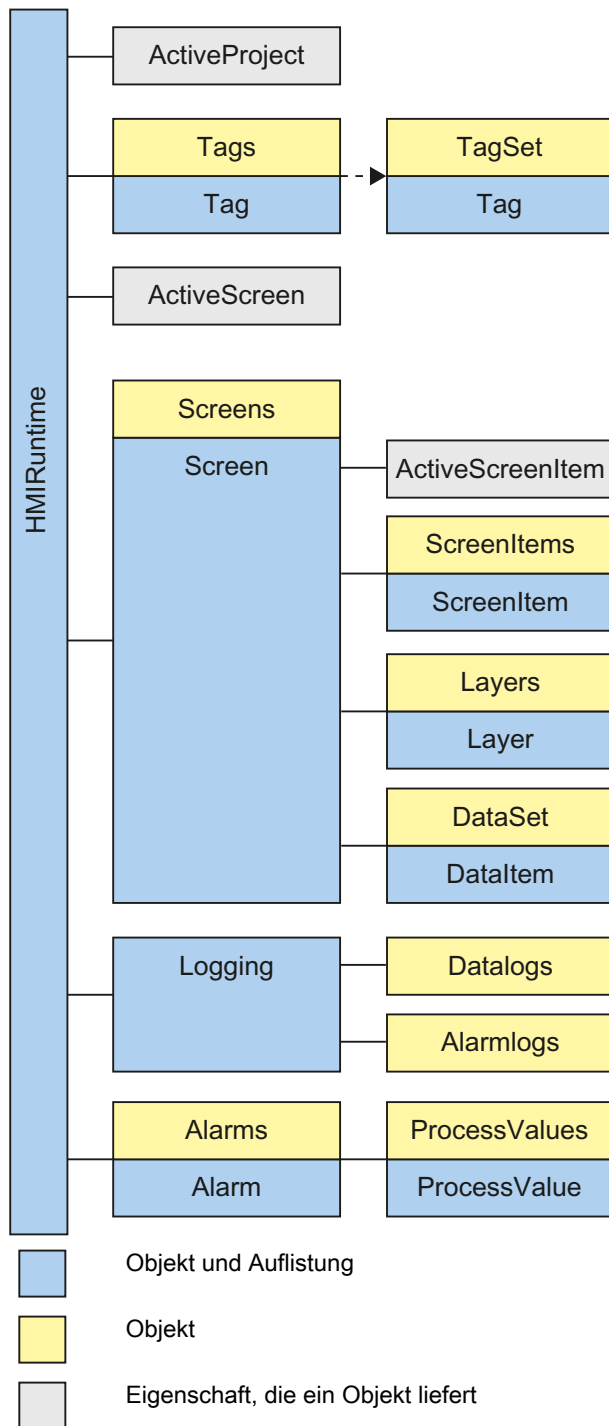 HMIRuntime
ActiveProject
Tags
Tag
TagSet
Tag
ActiveScreen
Screens
Screen
ActiveScreenItem
ScreenItems
ScreenItem
Layers
Layer
DataSet
DataItem
Logging
Datalogs
Alarmlogs
Alarms
Alarm
ProcessValues
ProcessValue
Objekt und Auflistung
Objekt
Eigenschaft, die ein Objekt liefert